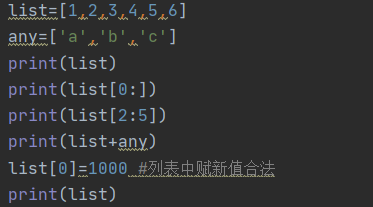 list=[1,2,3,4,5,6]
any=['a','b','c']
print(list)
print(list[0:])
print(list[2:5])
print(list+any)
list[0]=1000 #列表中赋新值合法
print(list)